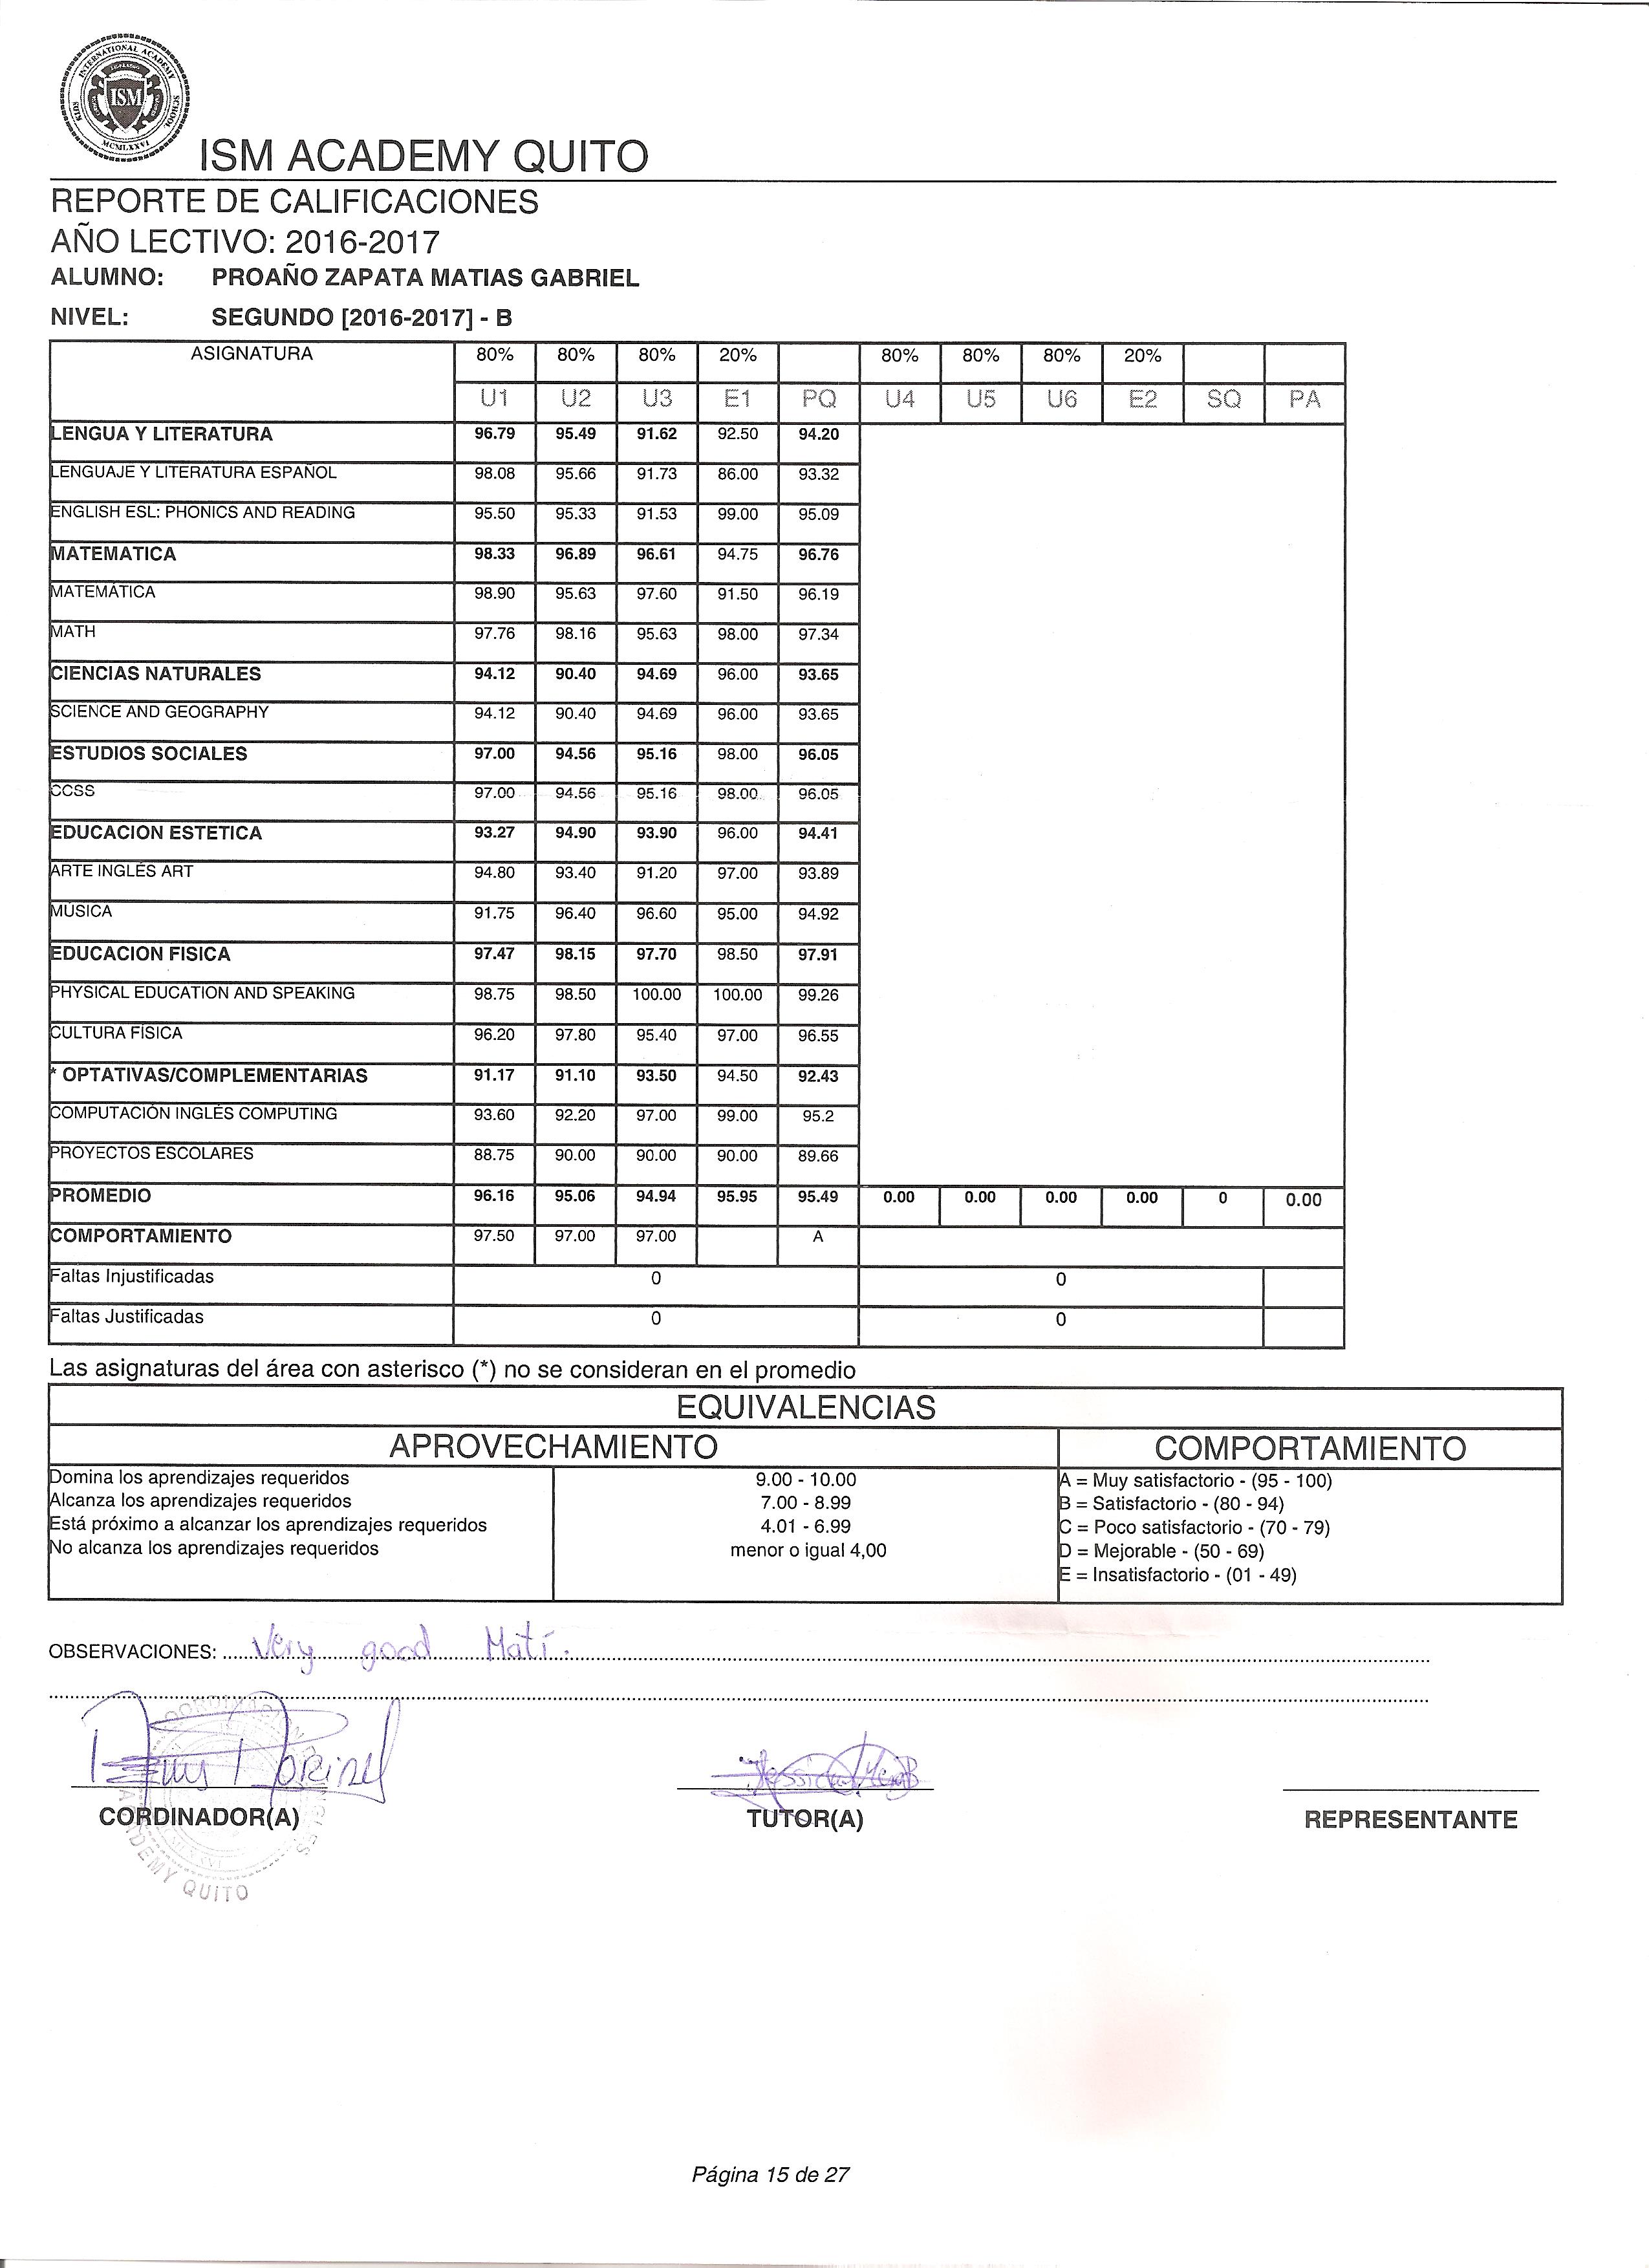 INTERNATIONAL ACADEMY
ISM
MCMLXXVI
ISM ACADEMY QUITO
REPORTE DE CALIFICACIONES
AÑO LECTIVO: 2016-2017
ALUMNO: PROAÑO ZAPATA MATIAS GABRIEL
NIVEL: SEGUNDO [2016-2017] - B
ASIGNATURA 80% 80% 80% 20% 80% 80% 80% 20%
U1 U2 U3 E1 PQ U4 U5 U6 E2 SQ PA
LENGUA Y LITERATURA 96.79 95.49 91.62 92.50 94.20
LENGUAJE Y LITERATURA ESPAÑOL 98.08 95.66 91.73 86.00 93.32
ENGLISH ESL: PHONICS AND READING 95.50 95.33 91.53 99.00 95.09
MATEMATICA 98.33 96.89 96.61 94.75 96.76
MATEMÁTICA 98.90 95.63 97.60 91.50 96.19
MATH 97.76 98.16 95.63 98.00 97.34
CIENCIAS NATURALES 94.12 90.40 94.69 96.00 93.65
SCIENCE AND GEOGRAPHY 94.12 90.40 94.69 96.00 93.65
ESTUDIOS SOCIALES 97.00 94.56 95.16 98.00 96.05
CCSS 97.00 94.56 95.16 98.00 96.05
EDUCACION ESTETICA 93.27 94.90 93.90 96.00 94.41
ARTE INGLÉS ART 94.80 93.40 91.20 97.00 93.89
MÚSICA 91.75 96.40 96.60 95.00 94.92
EDUCACION FISICA 97.47 98.15 97.70 98.50 97.91
PHYSICAL EDUCATION AND SPEAKING 98.75 98.50 100.00 100.00 99.26
CULTURA FÍSICA 96.20 97.80 95.40 97.00 96.55
* OPTATIVAS/COMPLEMENTARIAS 91.17 91.10 93.50 94.50 92.43
COMPUTACIÓN INGLÉS COMPUTING 93.60 92.20 97.00 99.00 95.2
PROYECTOS ESCOLARES 88.75 90.00 90.00 90.00 89.66
PROMEDIO 96.16 95.06 94.94 95.95 95.49 0.00 0.00 0.00 0.00 0 0.00
COMPORTAMIENTO 97.50 97.00 97.00 A
Faltas Injustificadas 0 0
Faltas Justificadas 0 0
Las asignaturas del área con asterisco (*) no se consideran en el promedio
EQUIVALENCIAS
APROVECHAMIENTO COMPORTAMIENTO
Domina los aprendizajes requeridos 9.00 - 10.00 A = Muy satisfactorio - (95 - 100)
Alcanza los aprendizajes requeridos 7.00 - 8.99 B = Satisfactorio - (80 - 94)
Está próximo a alcanzar los aprendizajes requeridos 4.01 - 6.99 C = Poco satisfactorio - (70 - 79)
No alcanza los aprendizajes requeridos menor o igual 4,00 D = Mejorable - (50 - 69)
E = Insatisfactorio - (01 - 49)
OBSERVACIONES: Very good Mati.
CORDINADOR(A) TUTOR(A) REPRESENTANTE
ACADEMY QUITO
Página 15 de 27